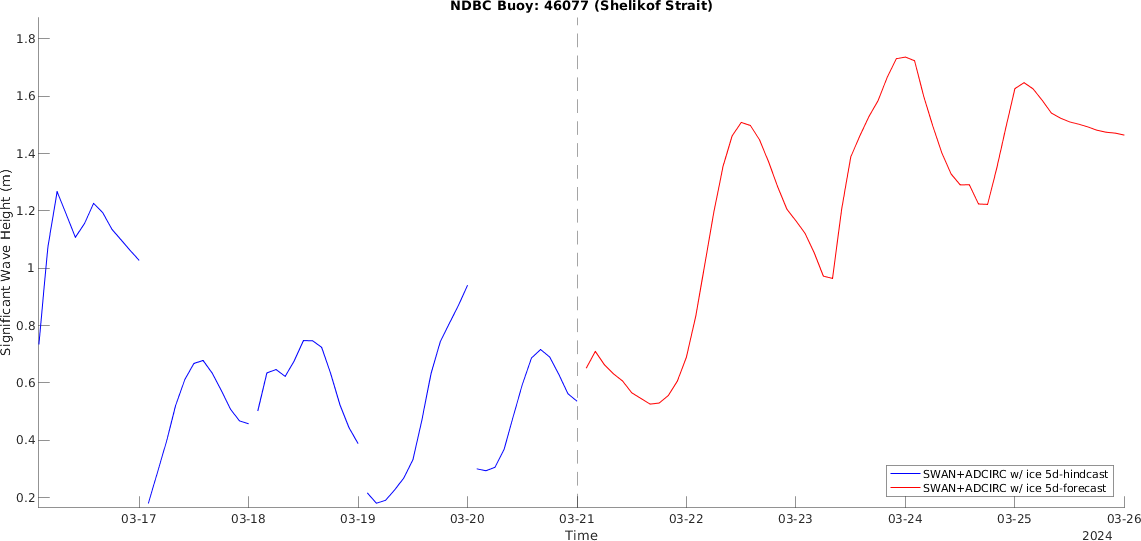 NDBC Buoy: 46077 (Shelikof Strait)
1.8
1.6
1.4
1.2
1
0.8
0.6
0.4
0.2
Significant Wave Height (m)
SWAN+ADCIRC w/ ice 5d-hindcast
SWAN+ADCIRC w/ ice 5d-forecast
03-17 03-18 03-19 03-20 03-21 03-22 03-23 03-24 03-25 03-26
Time
2024